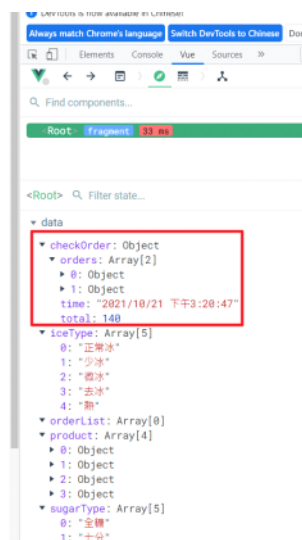 DevTools is now available in Chinese!
Always match Chrome's language Switch DevTools to Chinese Don
Elements Console Vue Sources »
Find components...
<Root> fragment 33 ms
<Root> Filter state...
data
checkOrder: Object
orders: Array[2]
0: Object
1: Object
time: "2021/10/21 下午3:20:47"
total: 140
iceType: Array[5]
0: "正常冰"
1: "少冰"
2: "微冰"
3: "去冰"
4: "熱"
orderList: Array[0]
product: Array[4]
0: Object
1: Object
2: Object
3: Object
sugarType: Array[5]
0: "全糖"
1: "七分"